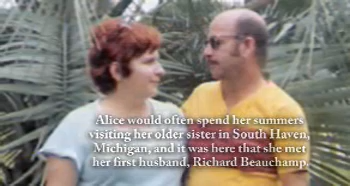 Alice would often spend her summers
visiting her older sister in South Haven,
Michigan, and it was here that she met
her first husband, Richard Beauchamp.